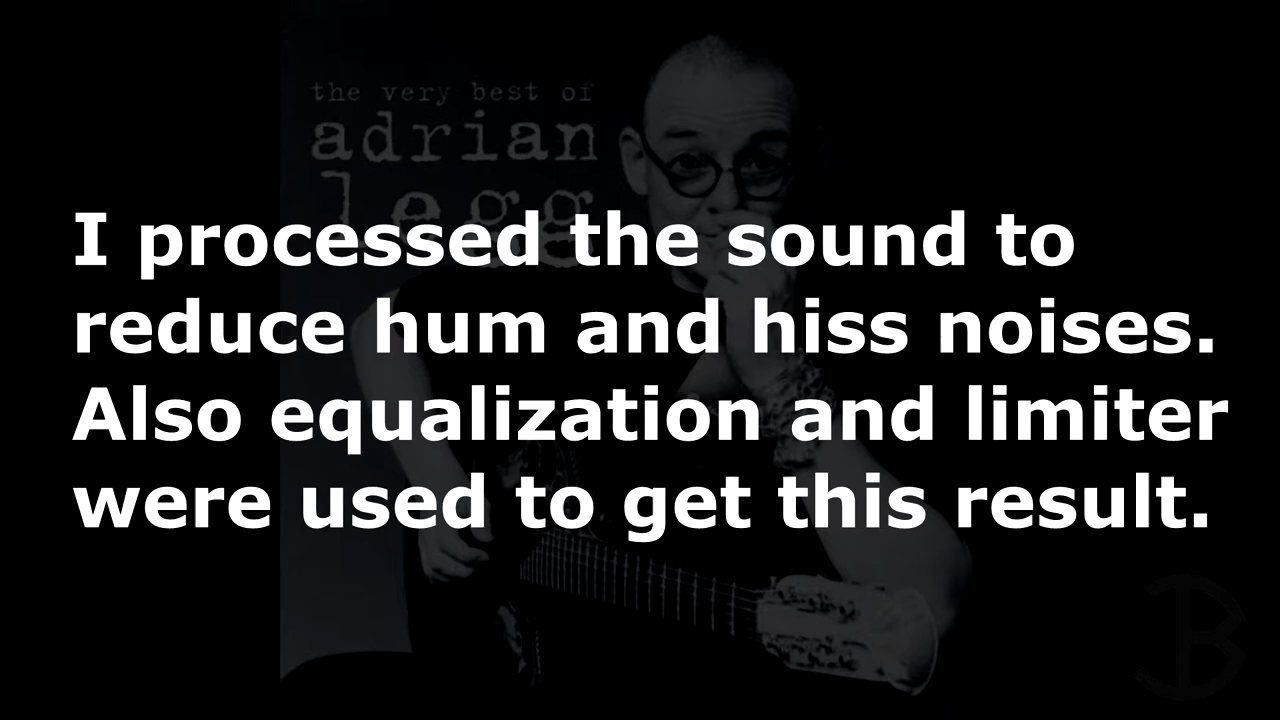 the very best of
adrian
legg
I processed the sound to
reduce hum and hiss noises.
Also equalization and limiter
were used to get this result.